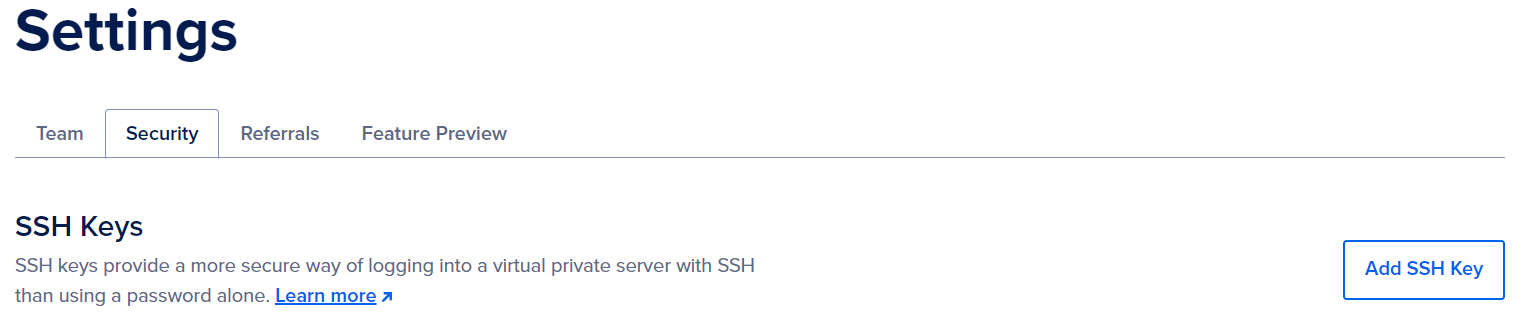 Settings
Team Security Referrals Feature Preview
SSH Keys
SSH keys provide a more secure way of logging into a virtual private server with SSH
than using a password alone. Learn more
Add SSH Key